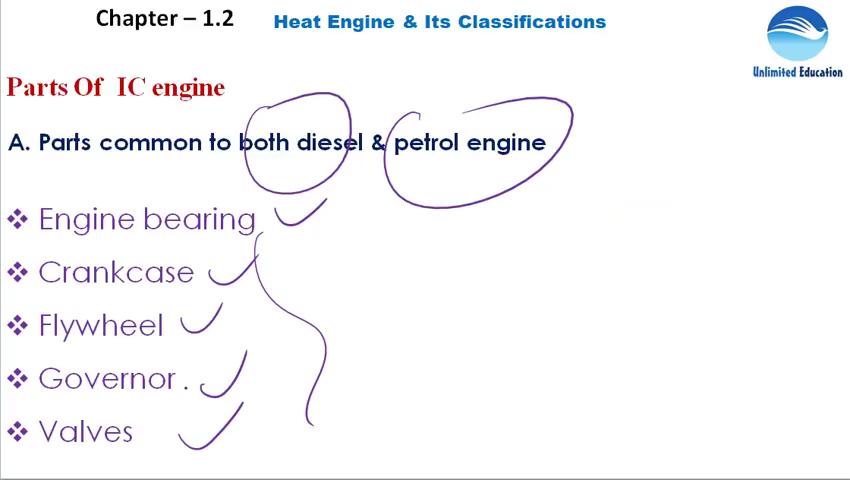 Chapter – 1.2
Heat Engine & Its Classifications
Unlimited Education
Parts Of IC engine
A. Parts common to both diesel & petrol engine
❖ Engine bearing
❖ Crankcase
❖ Flywheel
❖ Governor .
❖ Valves